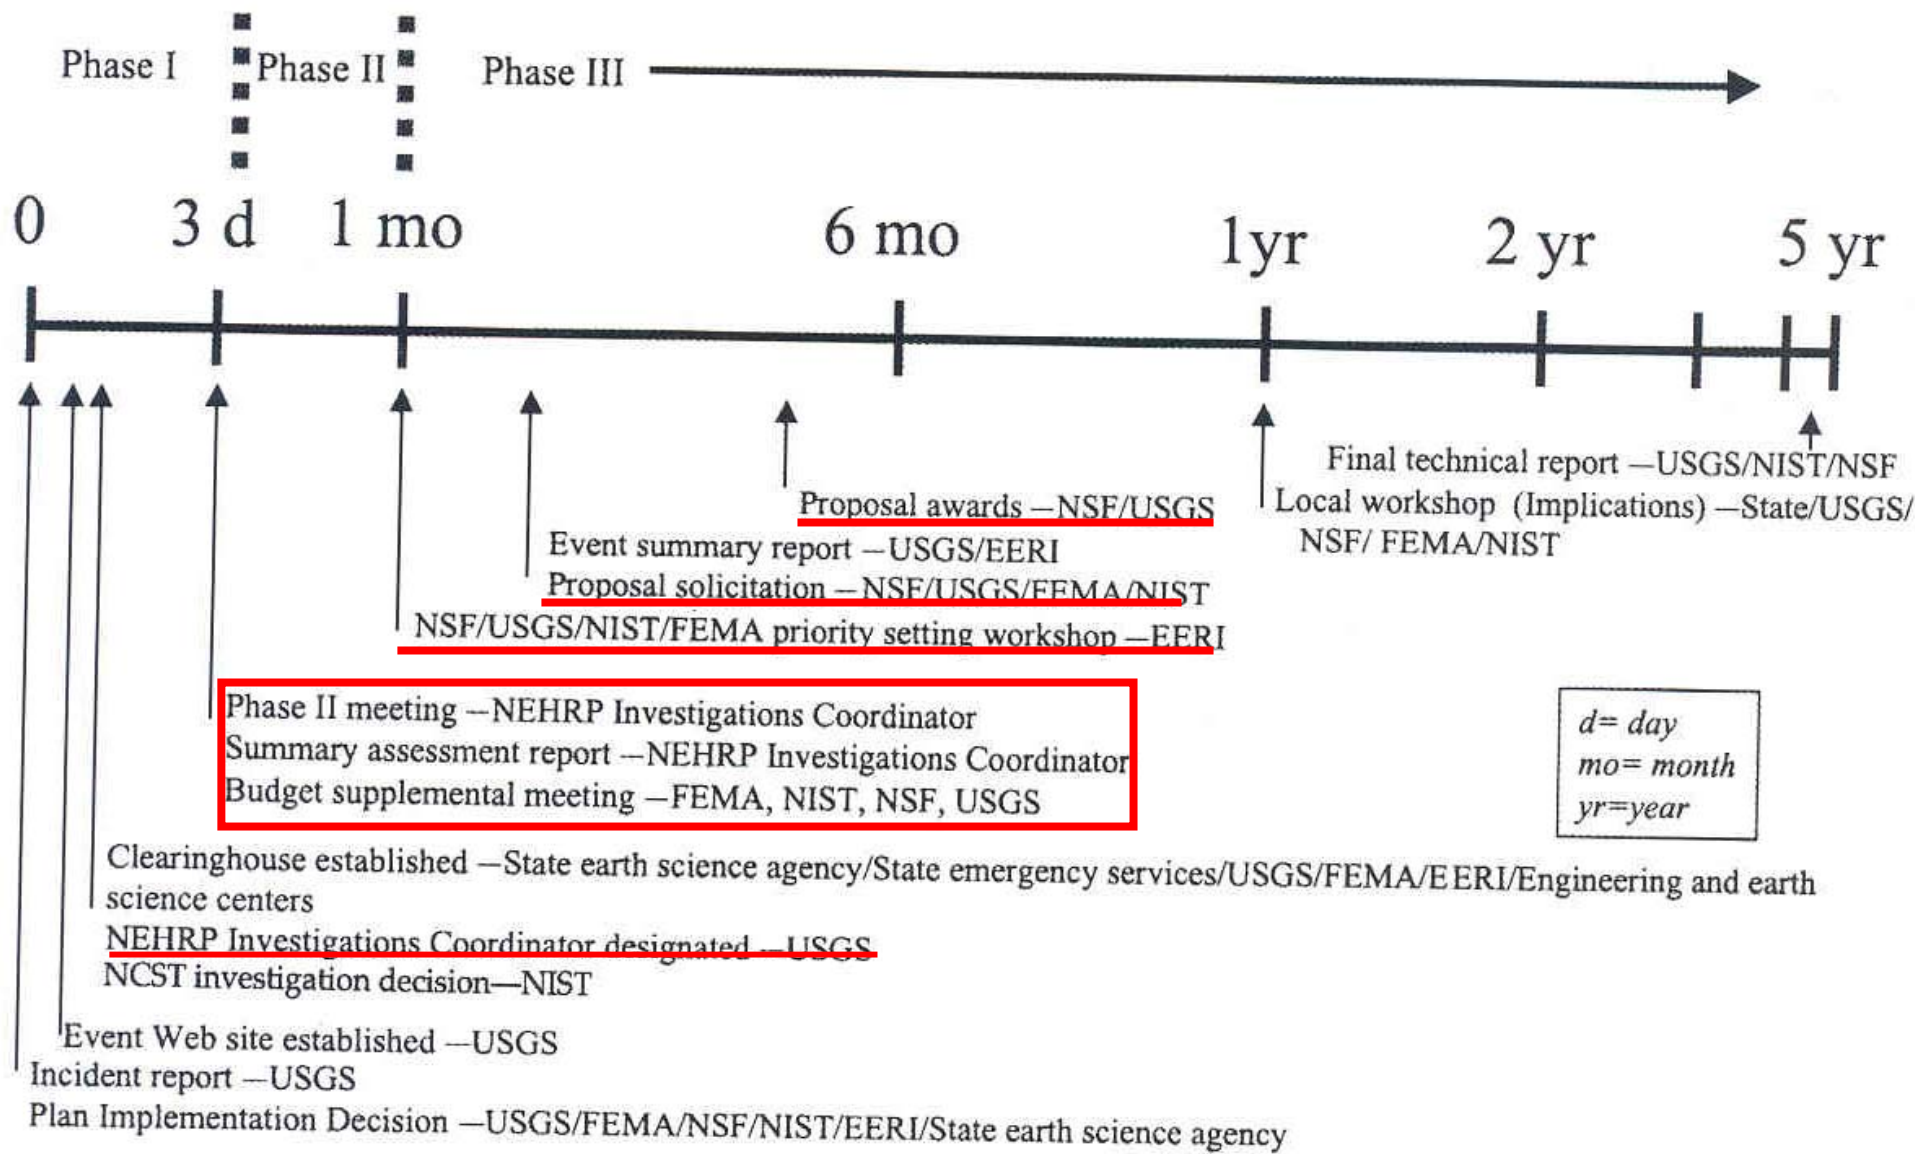 Phase I
Phase II
Phase III
0
3 d
1 mo
6 mo
1yr
2 yr
5 yr
Final technical report —USGS/NIST/NSF
Local workshop (Implications) —State/USGS/
NSF/ FEMA/NIST
Proposal awards —NSF/USGS
Event summary report —USGS/EERI
Proposal solicitation —NSF/USGS/FEMA/NIST
NSF/USGS/NIST/FEMA priority setting workshop —EERI
Phase II meeting —NEHRP Investigations Coordinator
Summary assessment report —NEHRP Investigations Coordinator
Budget supplemental meeting —FEMA, NIST, NSF, USGS
d= day
mo= month
yr=year
Clearinghouse established —State earth science agency/State emergency services/USGS/FEMA/EERI/Engineering and earth
science centers
NEHRP Investigations Coordinator designated —USGS
NCST investigation decision—NIST
Event Web site established —USGS
Incident report —USGS
Plan Implementation Decision —USGS/FEMA/NSF/NIST/EERI/State earth science agency